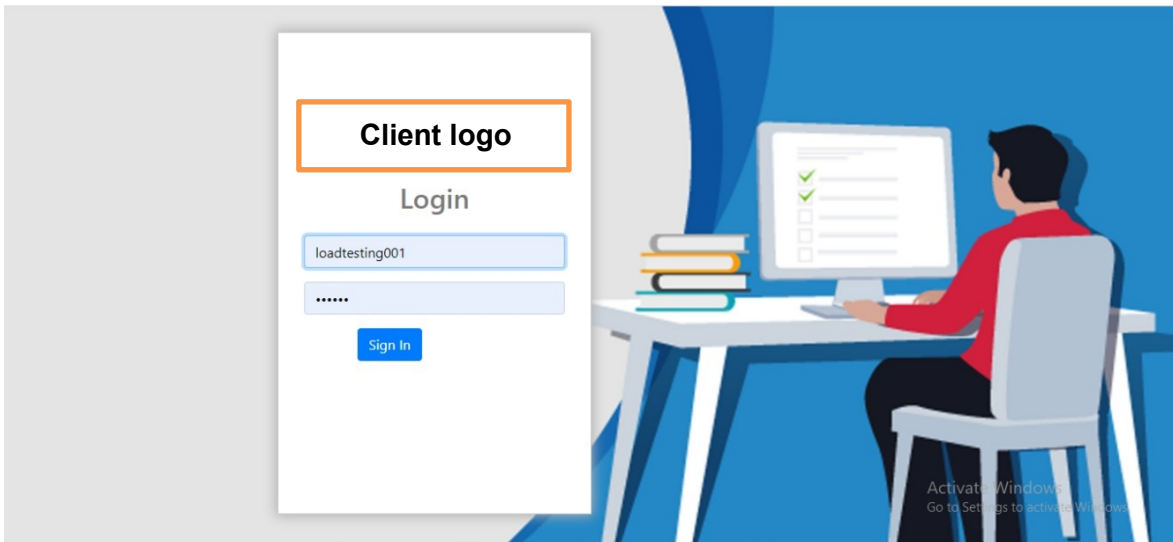 Client logo
Login
loadtesting001
••••••
Sign In
Activate Windows
Go to Settings to activate Windows.